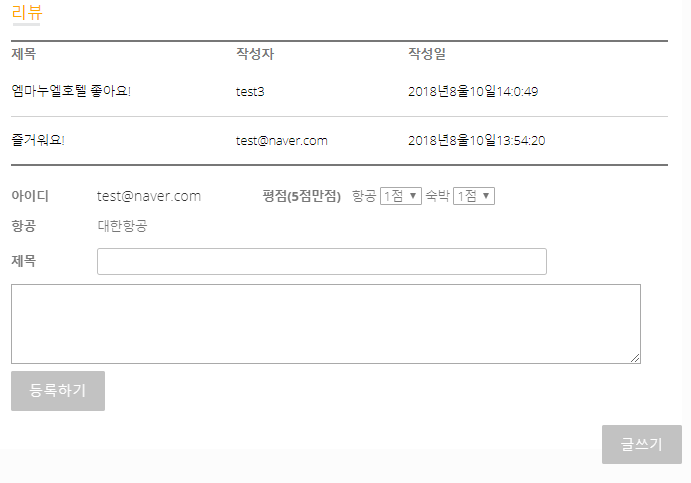 리뷰
제목 작성자 작성일
엠마누엘호텔 좋아요! test3 2018년8월10일14:0:49
즐거워요! test@naver.com 2018년8월10일13:54:20
아이디 test@naver.com 평점(5점만점) 항공 1점 숙박 1점
항공 대한항공
제목
등록하기
글쓰기